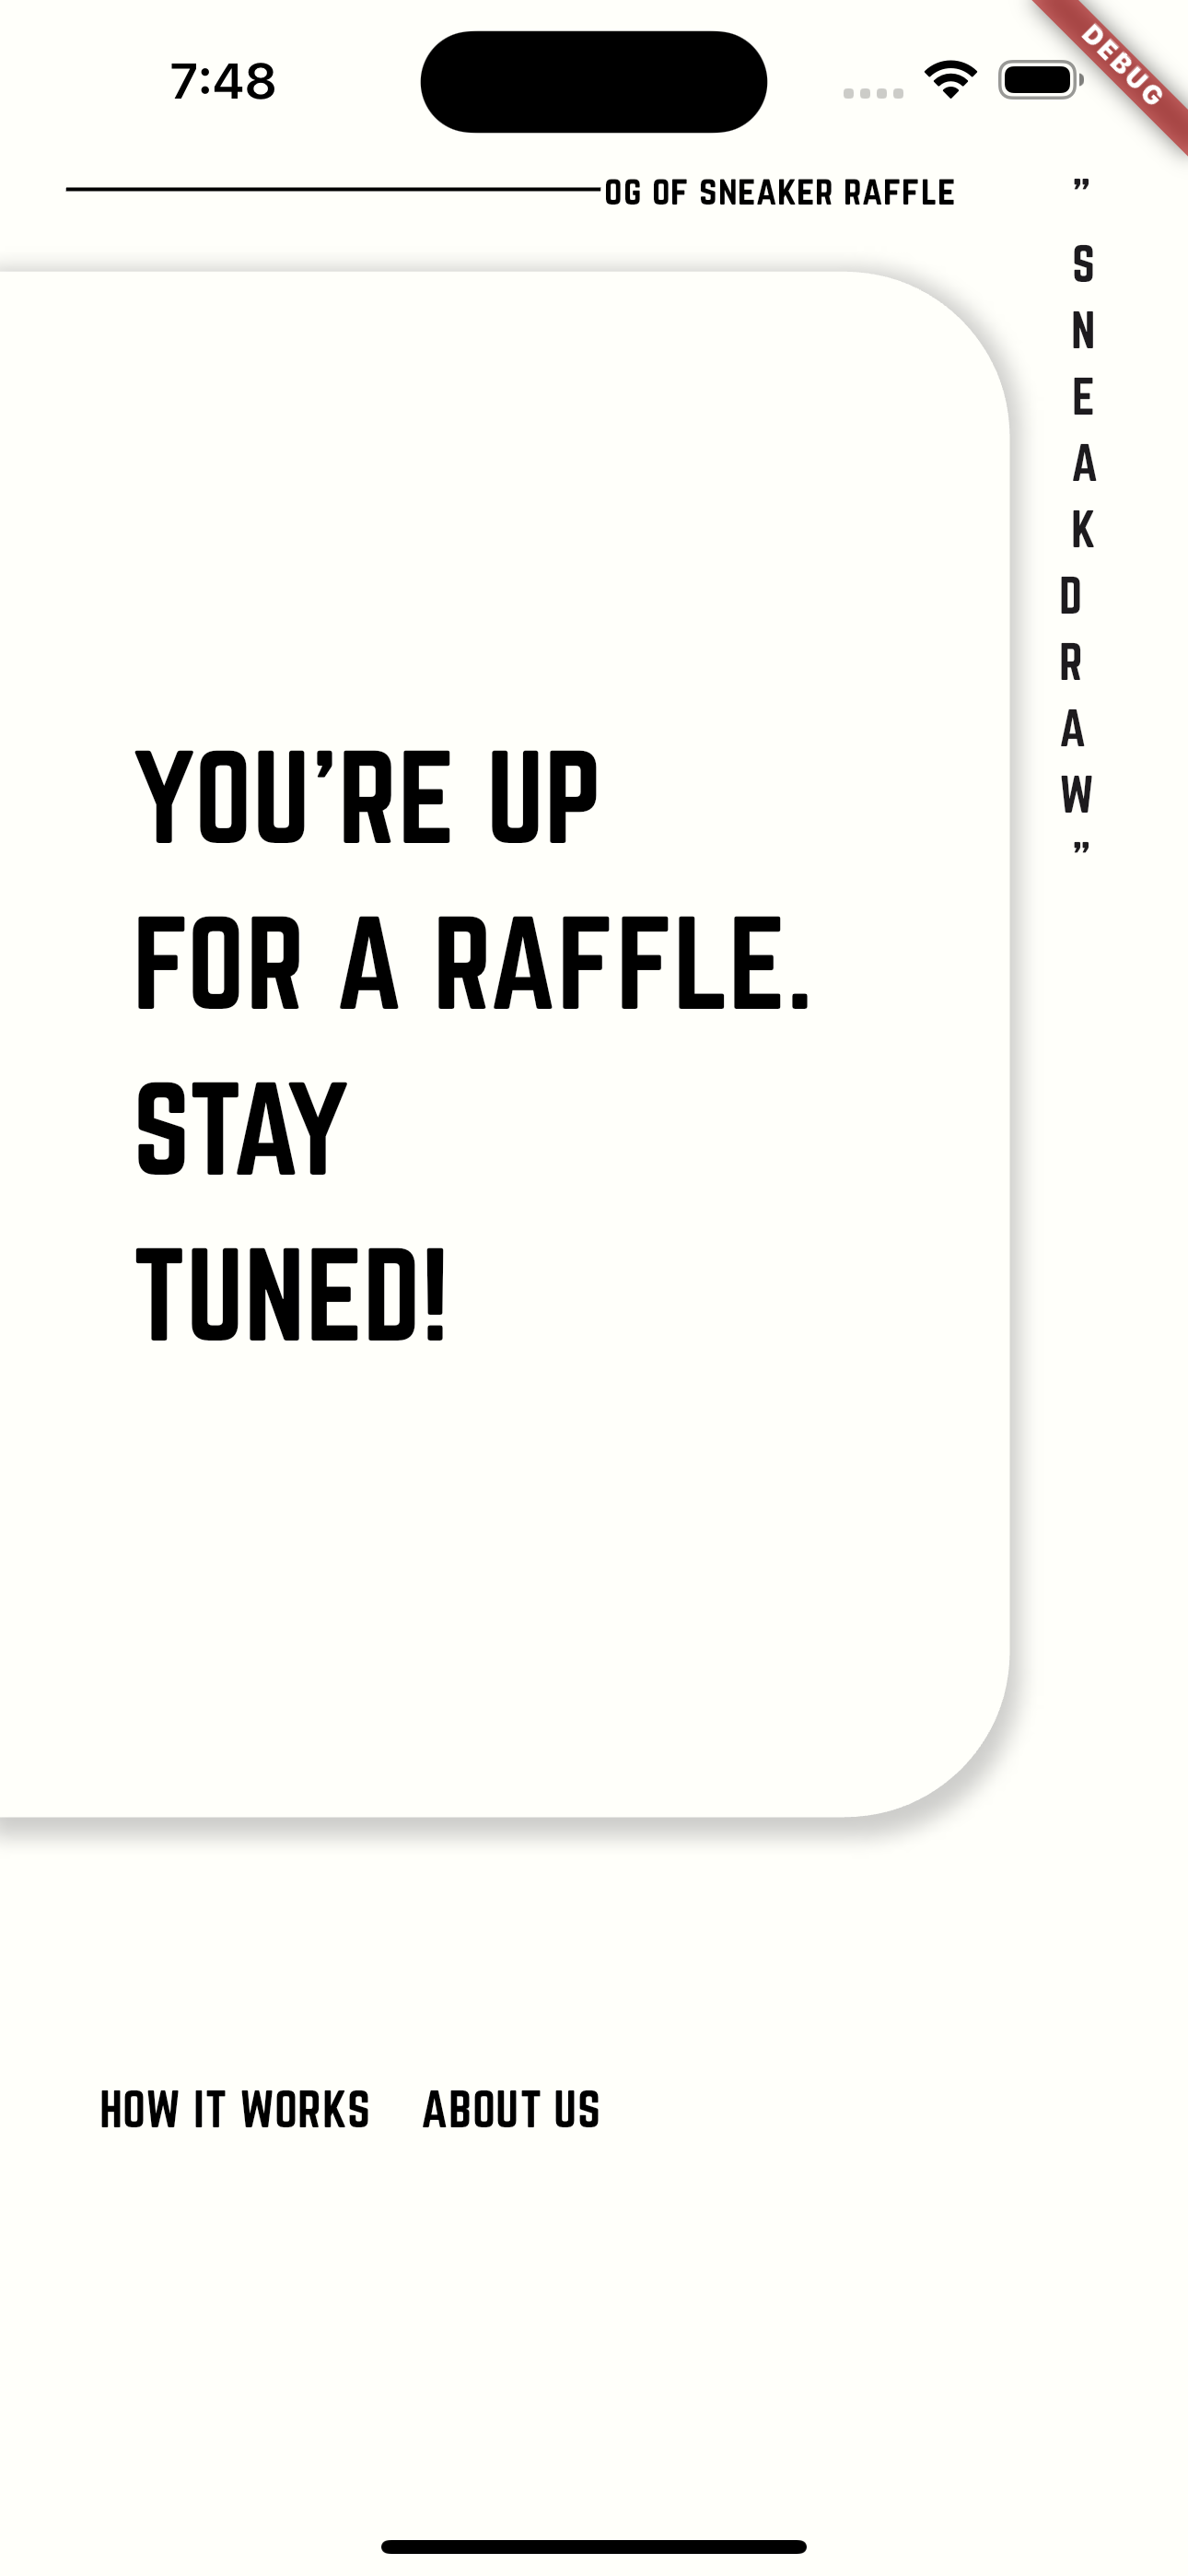 7:48
DEBUG
OG OF SNEAKER RAFFLE
”
S
N
E
A
K
D
R
A
W
”
YOU’RE UP
FOR A RAFFLE.
STAY
TUNED!
HOW IT WORKS ABOUT US